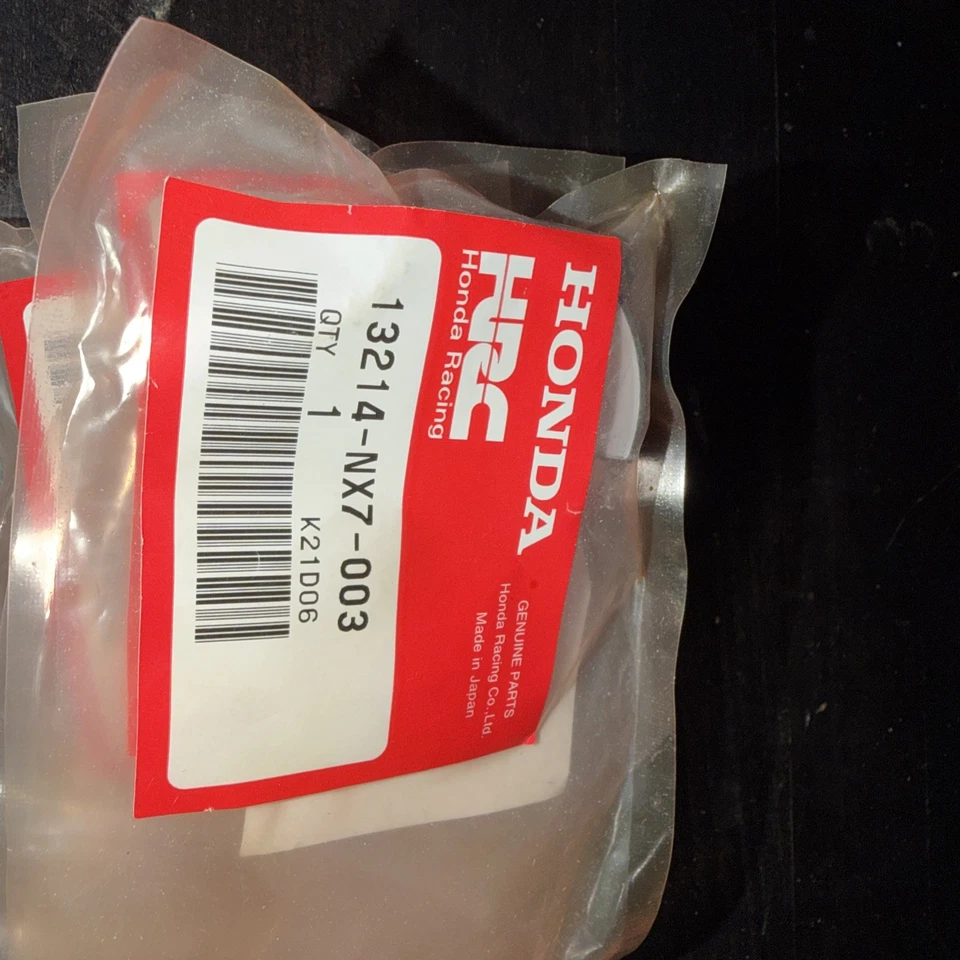 HONDA
HRC
Honda Racing
GENUINE PARTS
Honda Racing Co.,Ltd.
Made in Japan
13214-NX7-003
QTY 1 K21D06